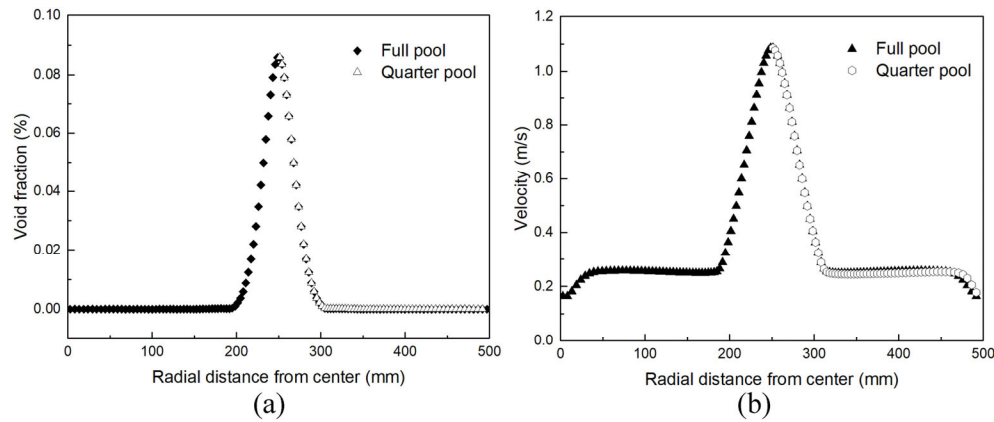 0.10
0.08
0.06
0.04
0.02
0.00
Void fraction (%)
Full pool
Quarter pool
0 100 200 300 400 500
Radial distance from center (mm)
(a)
1.2
1.0
0.8
0.6
0.4
0.2
0.0
Velocity (m/s)
Full pool
Quarter pool
0 100 200 300 400 500
Radial distance from center (mm)
(b)